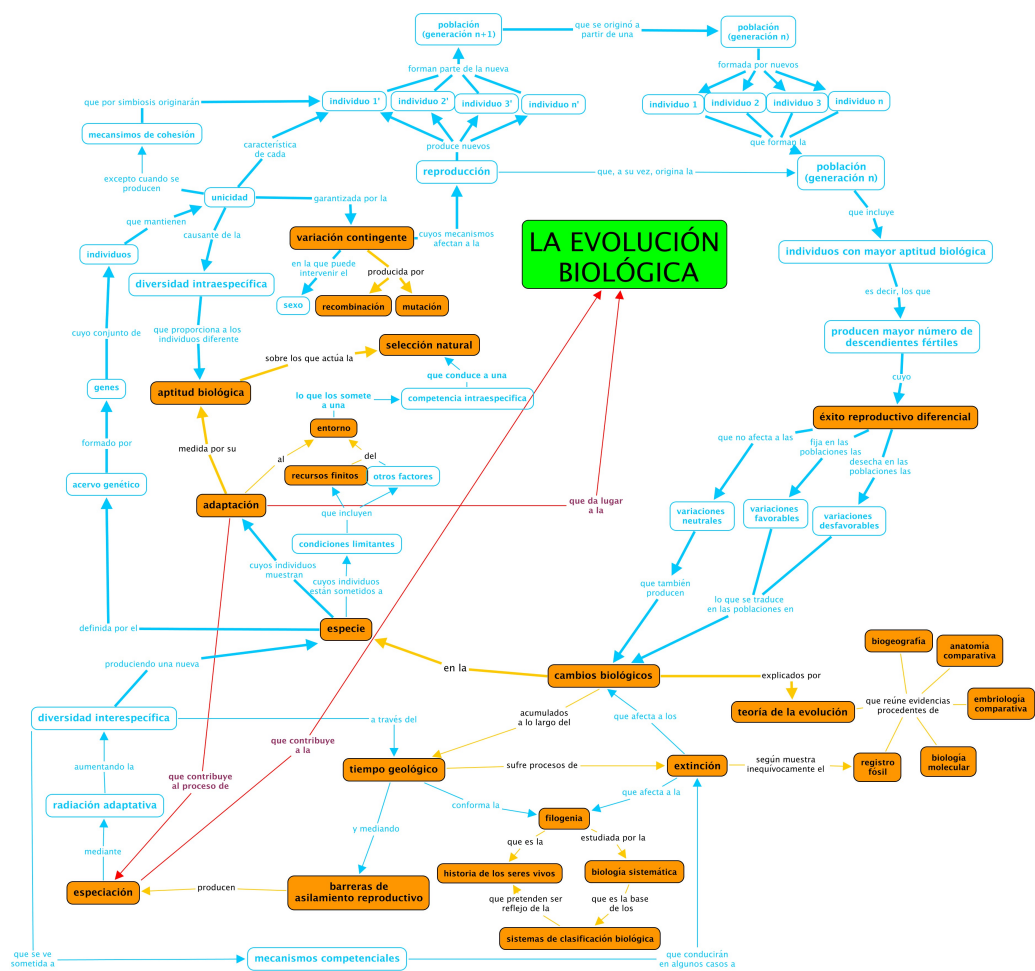 población
(generación n+1)
que se originó a
partir de una
población
(generación n)
forman parte de la nueva
formada por nuevos
que por simbiosis originarán
individuo 1'
individuo 2'
individuo 3'
individuo n'
individuo 1
individuo 2
individuo 3
individuo n
mecansimos de cohesión
característica
de cada
produce nuevos
que forman la
reproducción
que, a su vez, origina la
población
(generación n)
excepto cuando se
producen
unicidad
garantizada por la
que mantienen
causante de la
variación contingente
cuyos mecanismos
afectan a la
LA EVOLUCIÓN
BIOLÓGICA
que incluye
individuos
individuos con mayor aptitud biológica
en la que puede
intervenir el
producida por
diversidad intraespecífica
es decir, los que
sexo
recombinación
mutación
cuyo conjunto de
que proporciona a los
individuos diferente
selección natural
producen mayor número de
descendientes fértiles
sobre los que actúa la
que conduce a una
cuyo
genes
aptitud biológica
lo que los somete
a una
competencia intraespecífica
entorno
éxito reproductivo diferencial
formado por
medida por su
al
del
que no afecta a las
fija en las
poblaciones las
desecha en las
poblaciones las
acervo genético
recursos finitos
otros factores
adaptación
que incluyen
que da lugar
a la
variaciones
neutrales
variaciones
favorables
variaciones
desfavorables
condiciones limitantes
cuyos individuos
muestran
cuyos individuos
están sometidos a
que también
producen
lo que se traduce
en las poblaciones en
definida por el
especie
biogeografía
anatomía
comparativa
produciendo una nueva
en la
cambios biológicos
explicados por
teoría de la evolución
que reúne evidencias
procedentes de
embriología
comparativa
diversidad interespecífica
a través del
acumulados
a lo largo del
que afecta a los
que contribuye
a la
aumentando la
que contribuye
al proceso de
tiempo geológico
sufre procesos de
extinción
según muestra
inequívocamente el
registro
fósil
biología
molecular
radiación adaptativa
conforma la
que afecta a la
filogenia
y mediando
que es la
estudiada por la
mediante
especiación
producen
barreras de
asilamiento reproductivo
historia de los seres vivos
biología sistemática
que pretenden ser
reflejo de la
que es la base
de los
sistemas de clasificación biológica
que se ve
sometida a
mecanismos competenciales
que conducirán
en algunos casos a